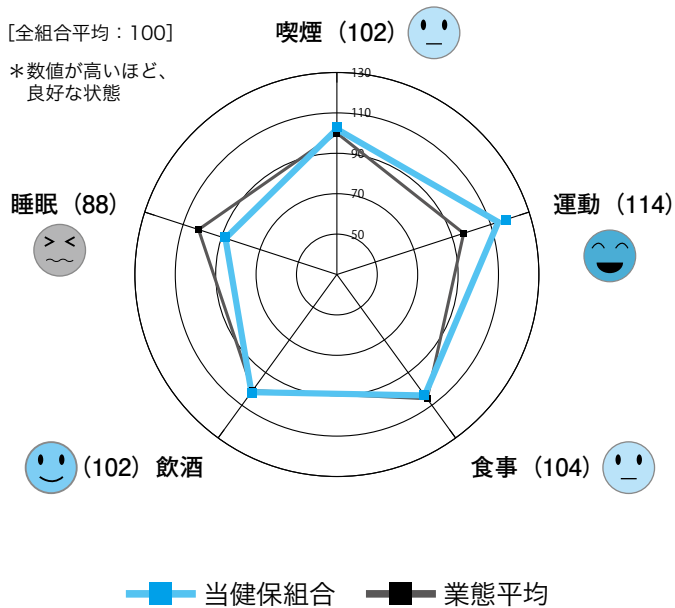 [全組合平均：100]
＊数値が高いほど、
良好な状態
喫煙（102）
130
110
90
70
50
睡眠（88）
運動（114）
（102）飲酒
食事（104）
当健保組合
業態平均